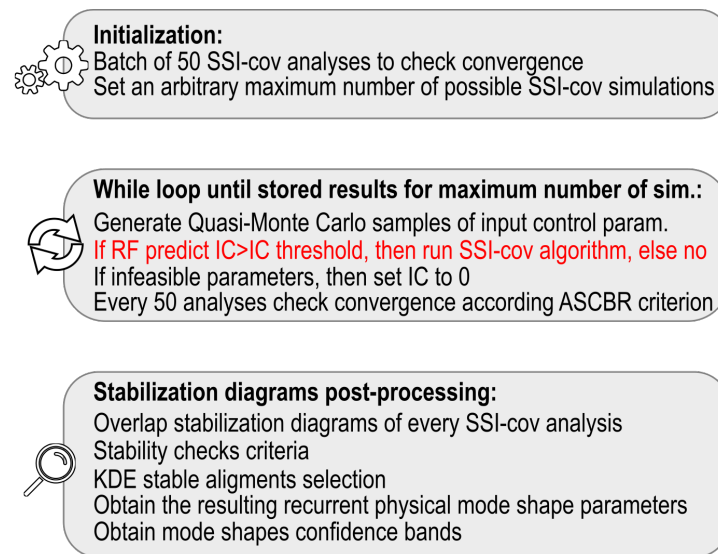 Initialization:
Batch of 50 SSI-cov analyses to check convergence
Set an arbitrary maximum number of possible SSI-cov simulations
While loop until stored results for maximum number of sim.:
Generate Quasi-Monte Carlo samples of input control param.
If RF predict IC>IC threshold, then run SSI-cov algorithm, else no
If infeasible parameters, then set IC to 0
Every 50 analyses check convergence according ASCBR criterion
Stabilization diagrams post-processing:
Overlap stabilization diagrams of every SSI-cov analysis
Stability checks criteria
KDE stable aligments selection
Obtain the resulting recurrent physical mode shape parameters
Obtain mode shapes confidence bands